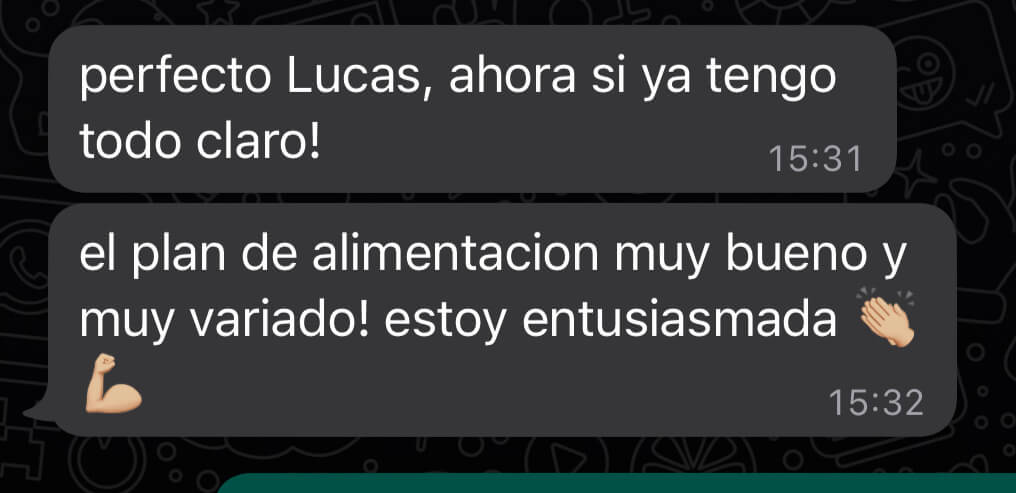 perfecto Lucas, ahora si ya tengo
todo claro!
15:31
el plan de alimentacion muy bueno y
muy variado! estoy entusiasmada 👏🏼
💪🏼
15:32